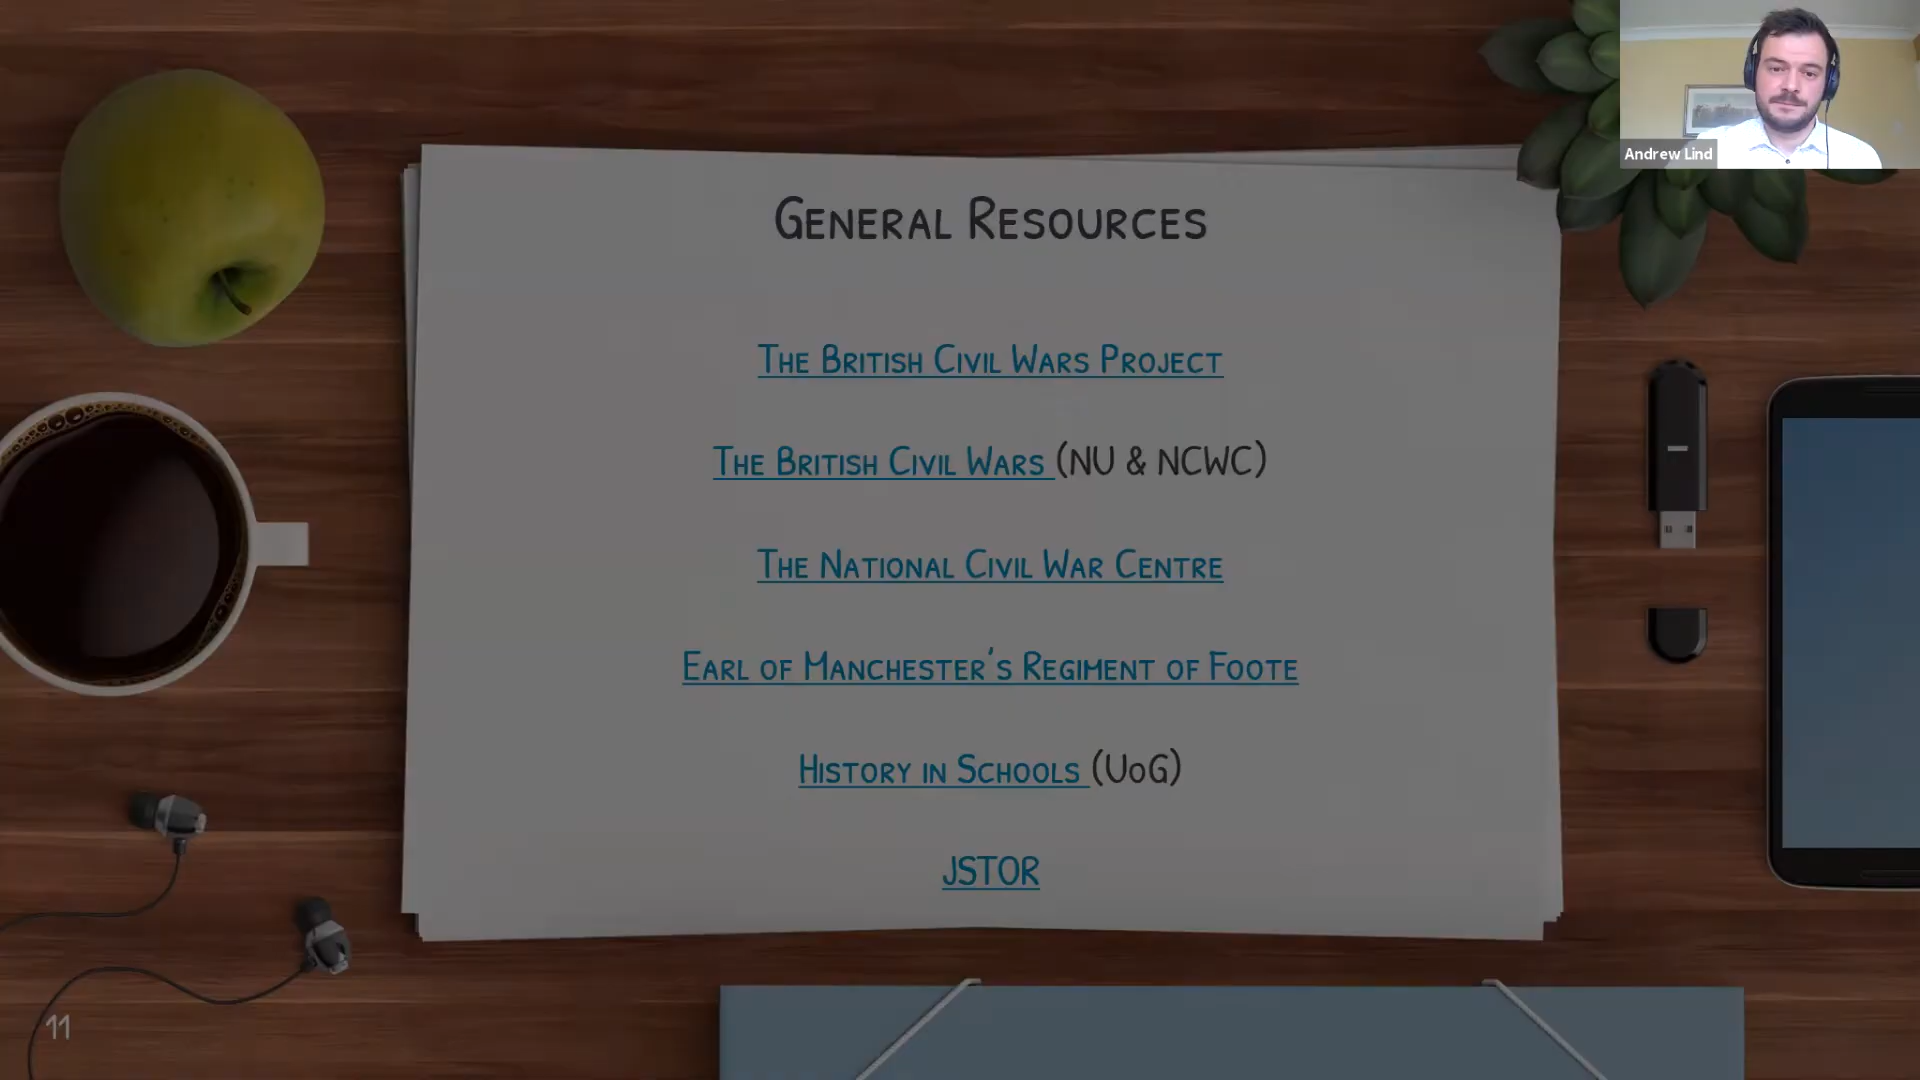 Andrew Lind
General Resources
The British Civil Wars Project
The British Civil Wars (NU & NCWC)
The National Civil War Centre
Earl of Manchester's Regiment of Foote
History in Schools (UoG)
JSTOR
11